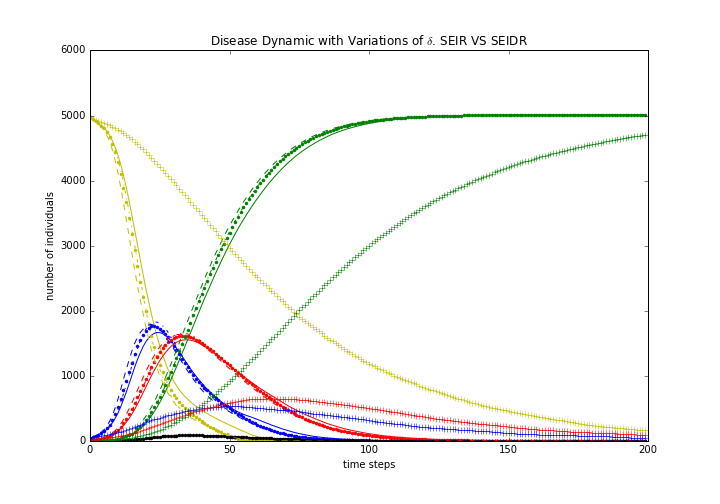 Disease Dynamic with Variations of δ. SEIR VS SEIDR
6000
5000
4000
3000
2000
1000
0
number of individuals
0 50 100 150 200
time steps